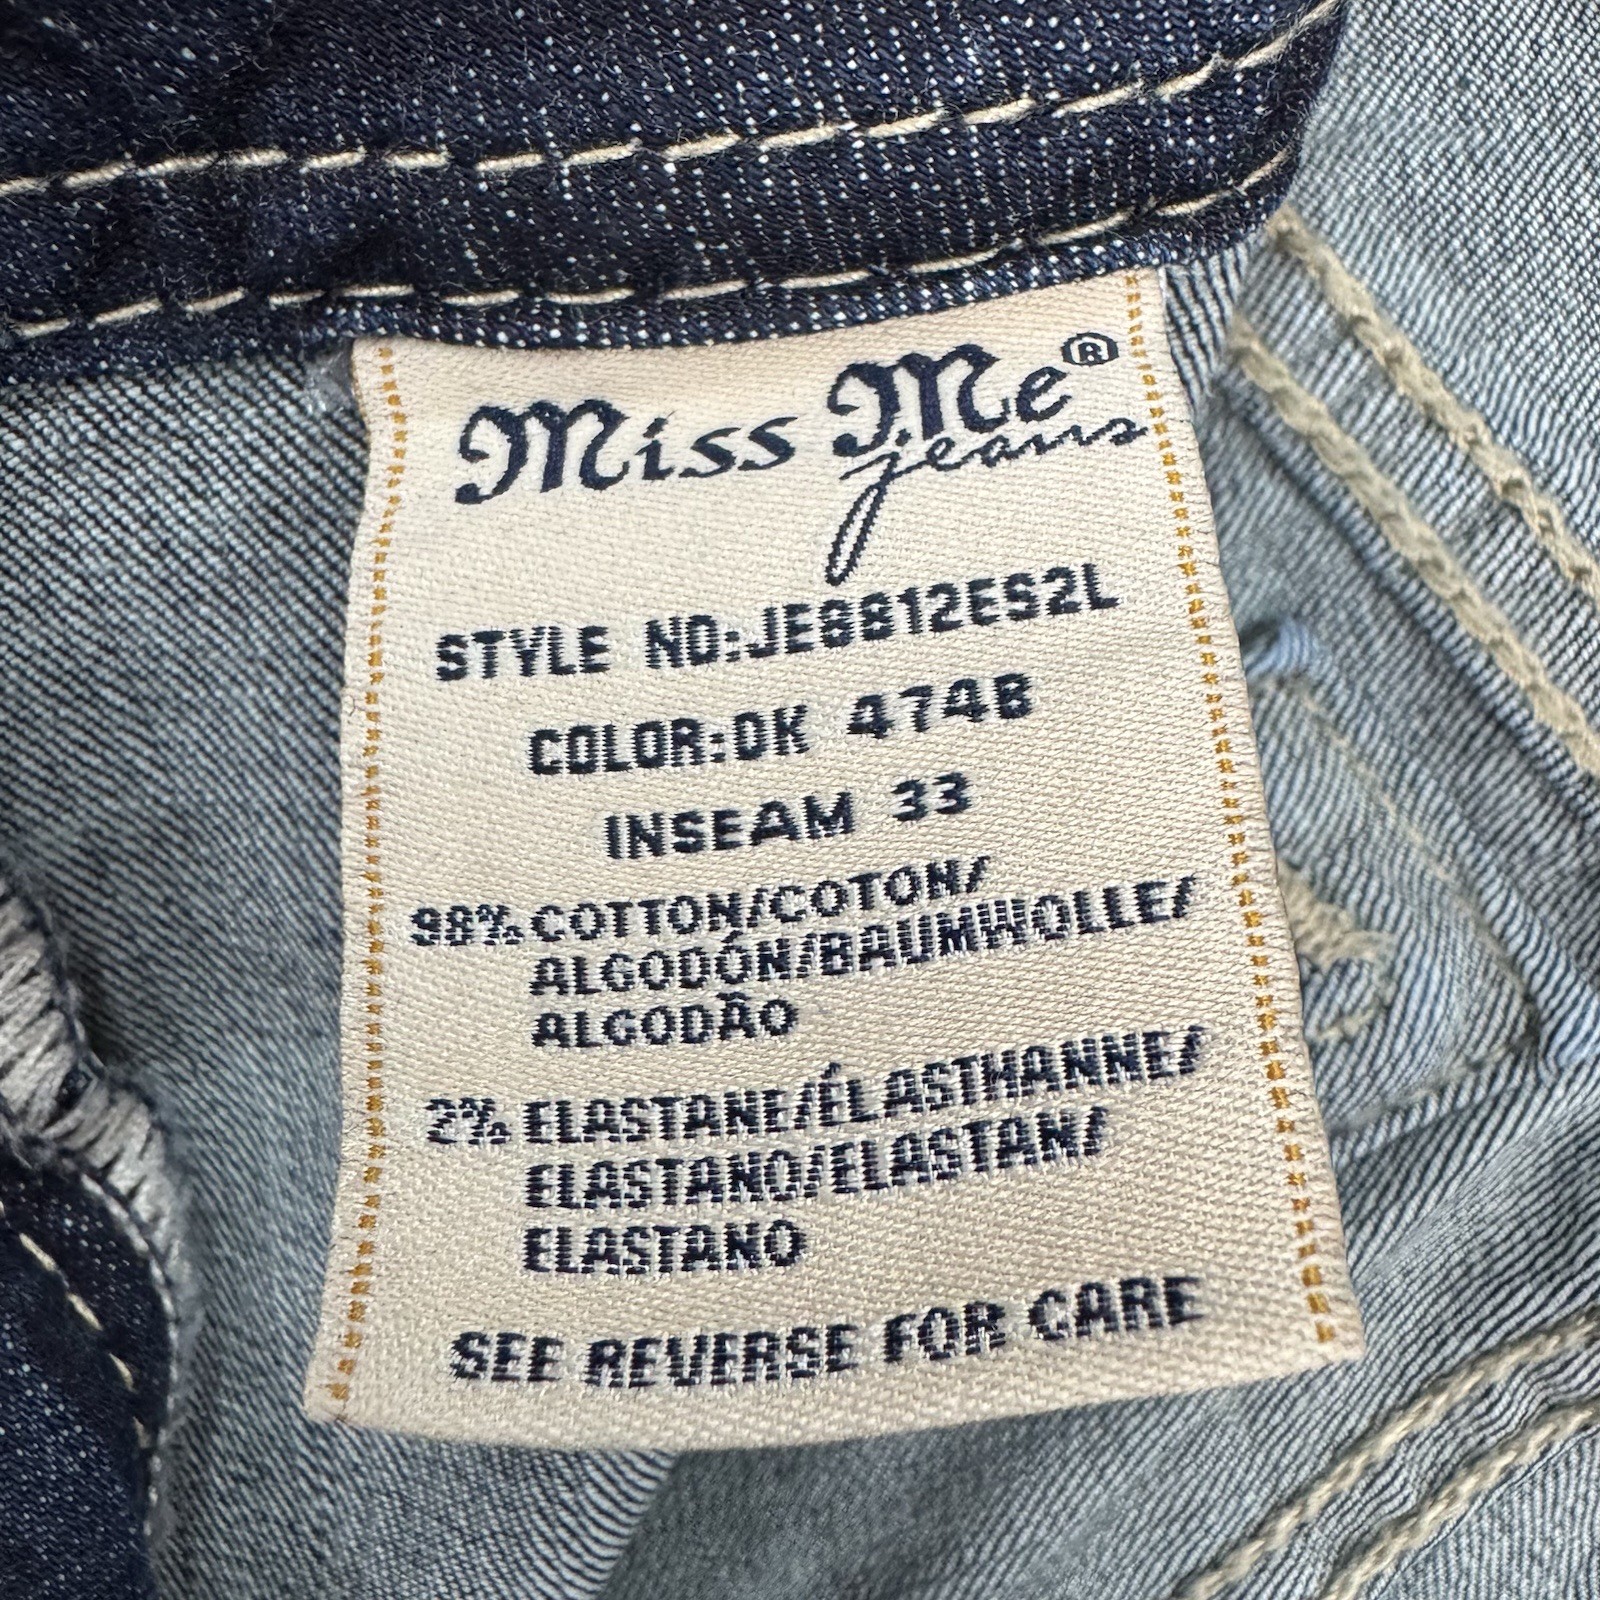 Miss Me®
jeans
STYLE NO:JE8812ES2L
COLOR:DK 474B
INSEAM 33
98% COTTON/COTON/
ALGODÓN/BAUMWOLLE/
ALGODÃO
2% ELASTANE/ÉLASTHANNE/
ELASTANO/ELASTAN/
ELASTANO
SEE REVERSE FOR CARE